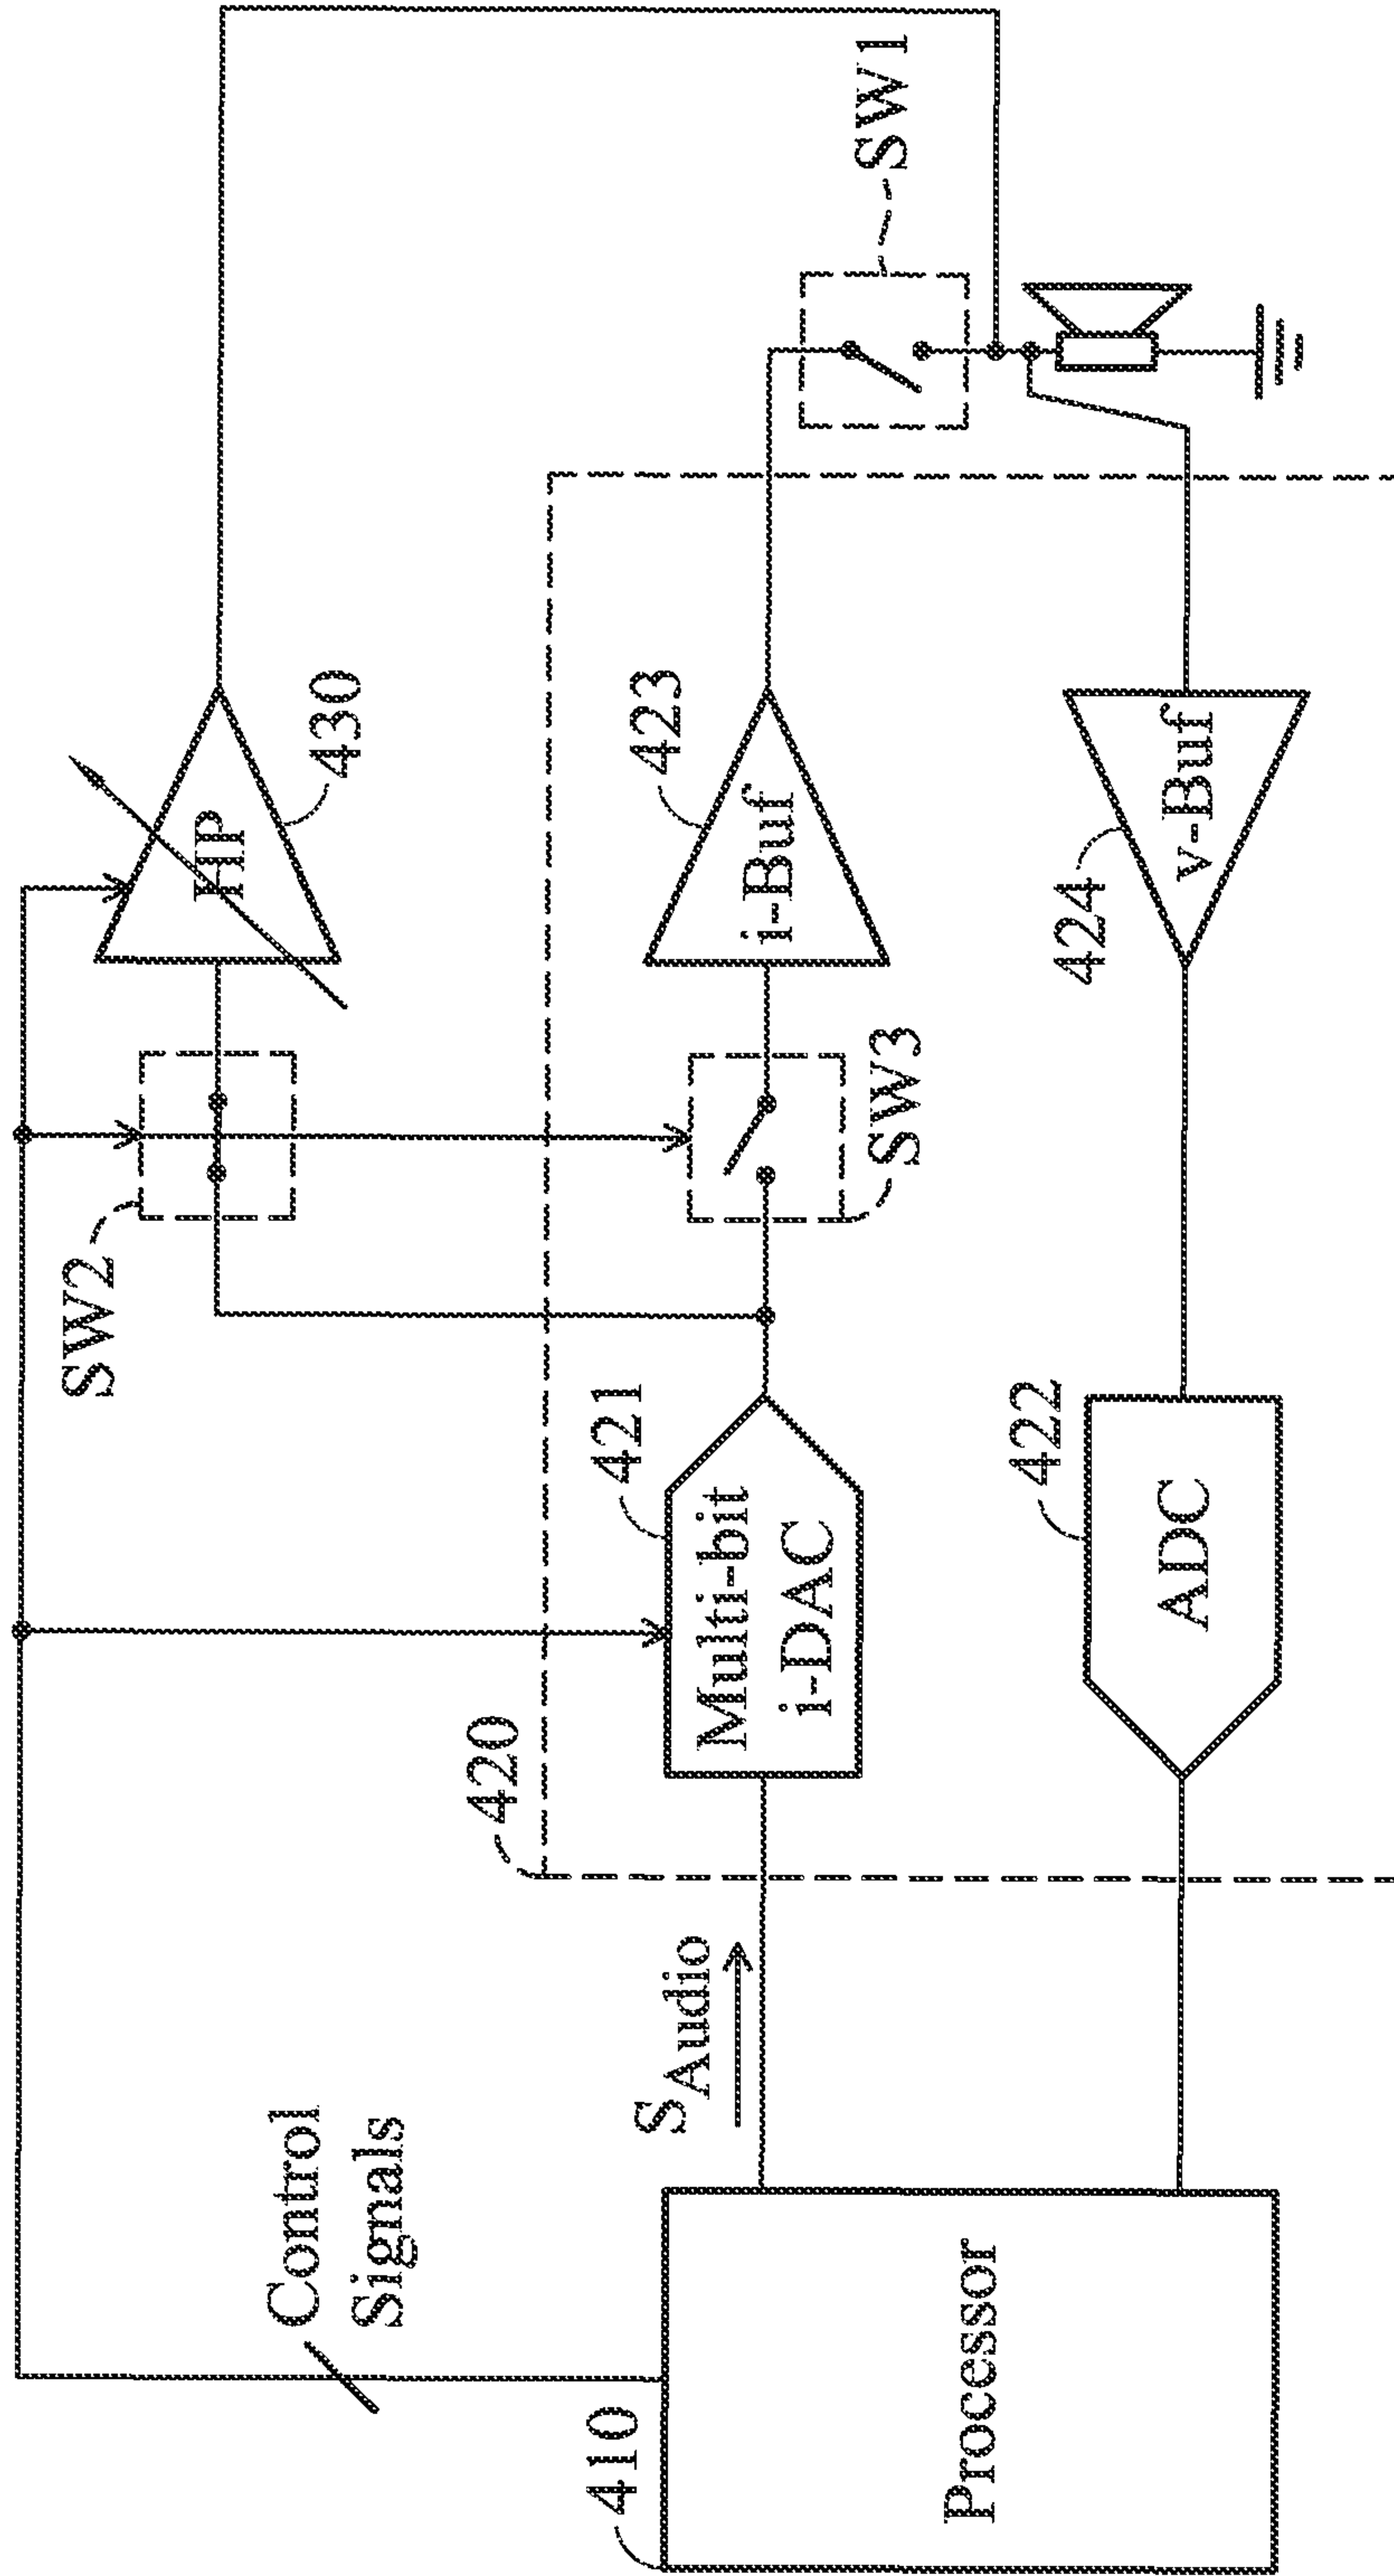 Control
Signals
SW2
HP
430
SW1
420
421
Multi-bit
i-DAC
SW3
423
i-Buf
SAudio
410
Processor
422
ADC
424
v-Buf